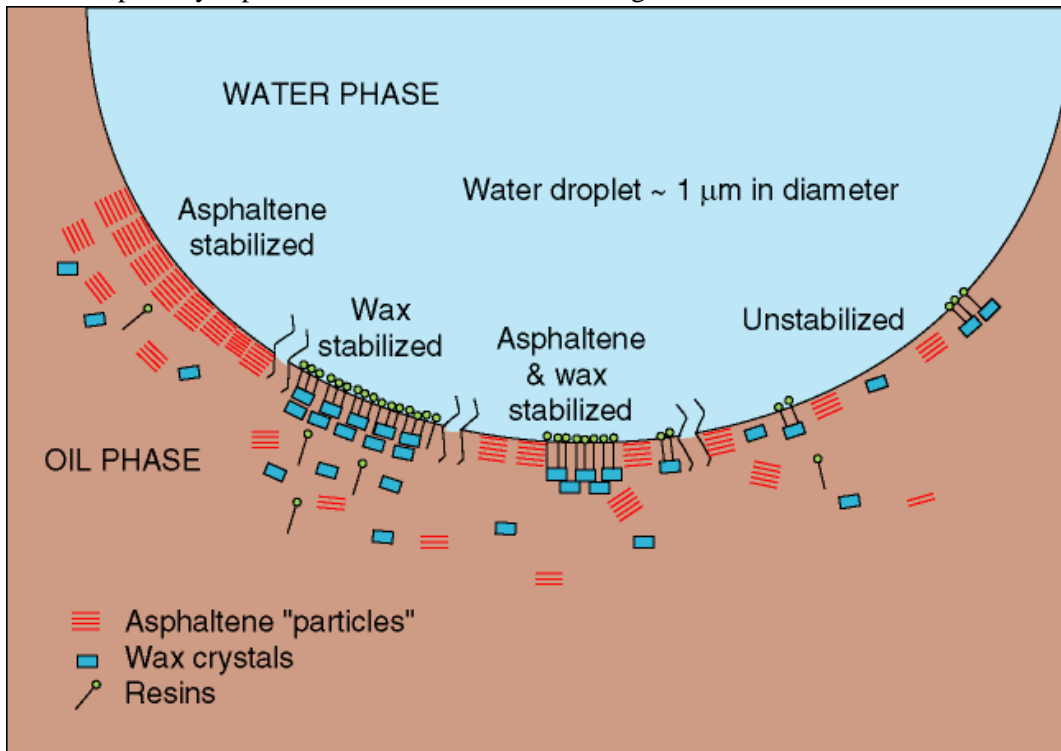 WATER PHASE
Water droplet ~ 1 μm in diameter
Asphaltene
stabilized
Wax
stabilized
Asphaltene
& wax
stabilized
Unstabilized
OIL PHASE
Asphaltene "particles"
Wax crystals
Resins